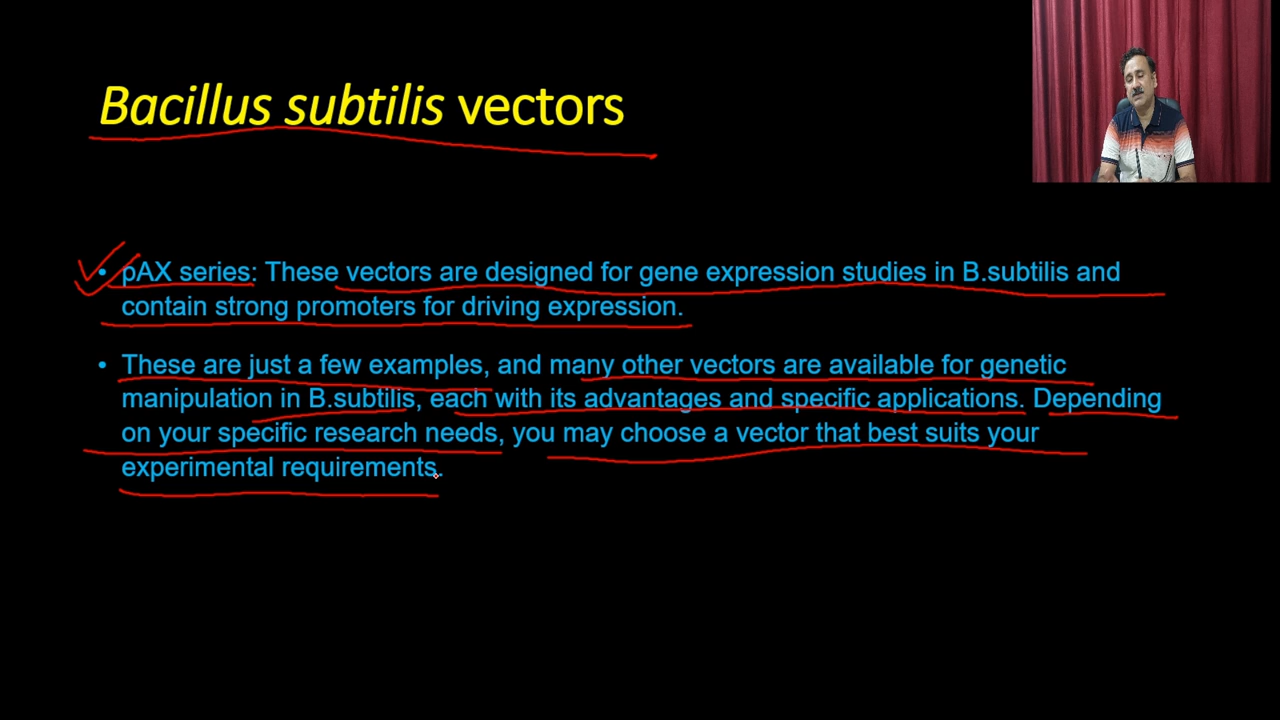 Bacillus subtilis vectors
• pAX series: These vectors are designed for gene expression studies in B.subtilis and
contain strong promoters for driving expression.
• These are just a few examples, and many other vectors are available for genetic
manipulation in B.subtilis, each with its advantages and specific applications. Depending
on your specific research needs, you may choose a vector that best suits your
experimental requirements.